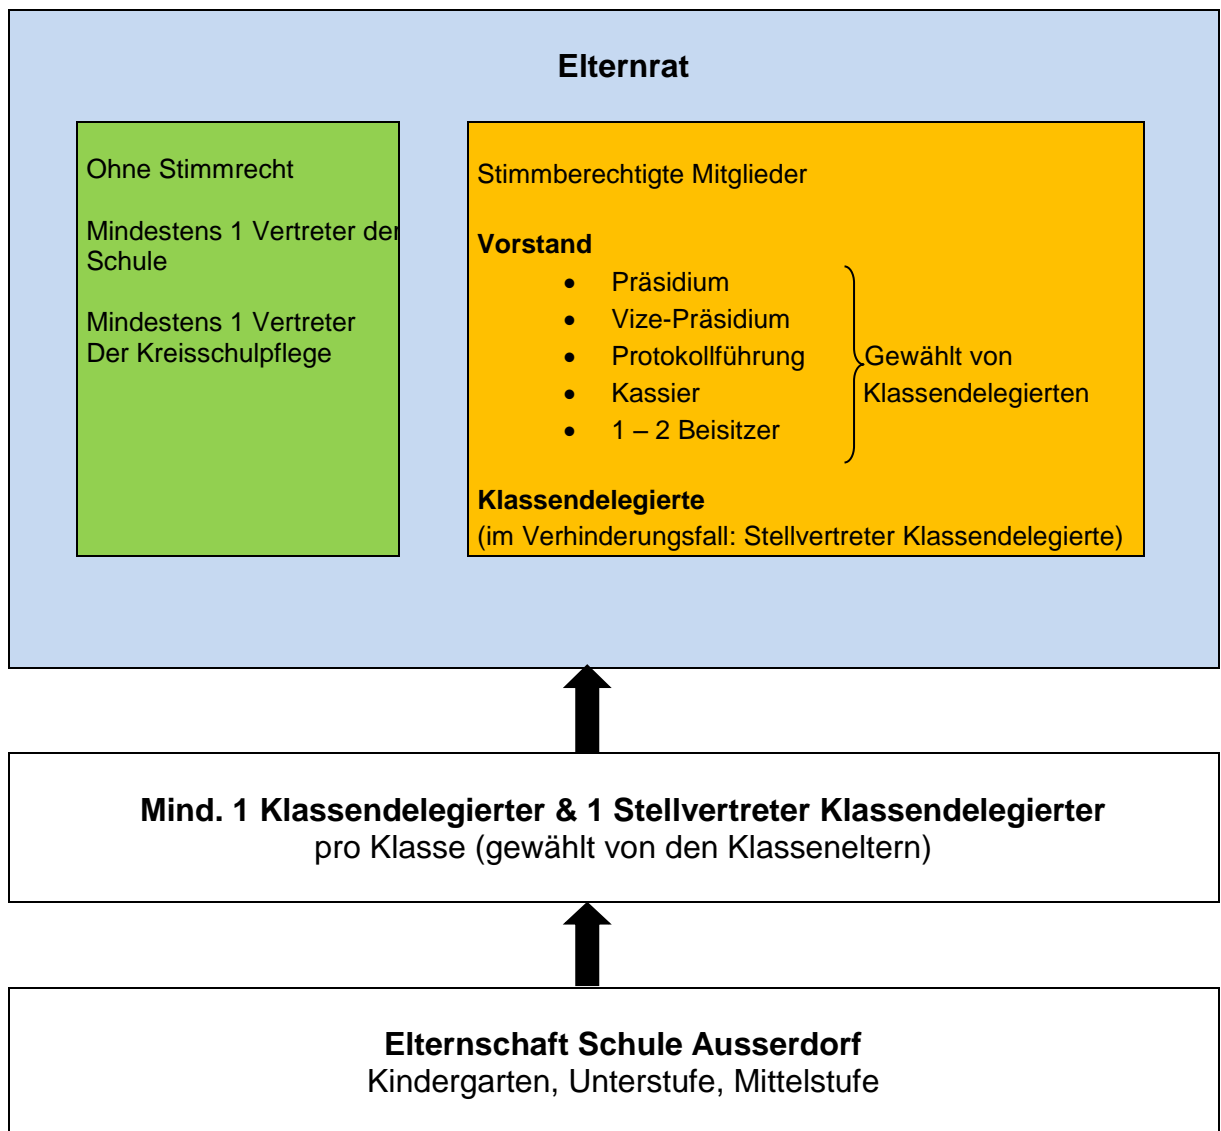 Elternrat
Ohne Stimmrecht
Mindestens 1 Vertreter der
Schule
Mindestens 1 Vertreter
Der Kreisschulpflege
Stimmberechtigte Mitglieder
Vorstand
• Präsidium
• Vize-Präsidium
• Protokollführung
• Kassier
• 1 – 2 Beisitzer
Gewählt von
Klassendelegierten
Klassendelegierte
(im Verhinderungsfall: Stellvertreter Klassendelegierte)
Mind. 1 Klassendelegierter & 1 Stellvertreter Klassendelegierter
pro Klasse (gewählt von den Klasseneltern)
Elternschaft Schule Ausserdorf
Kindergarten, Unterstufe, Mittelstufe